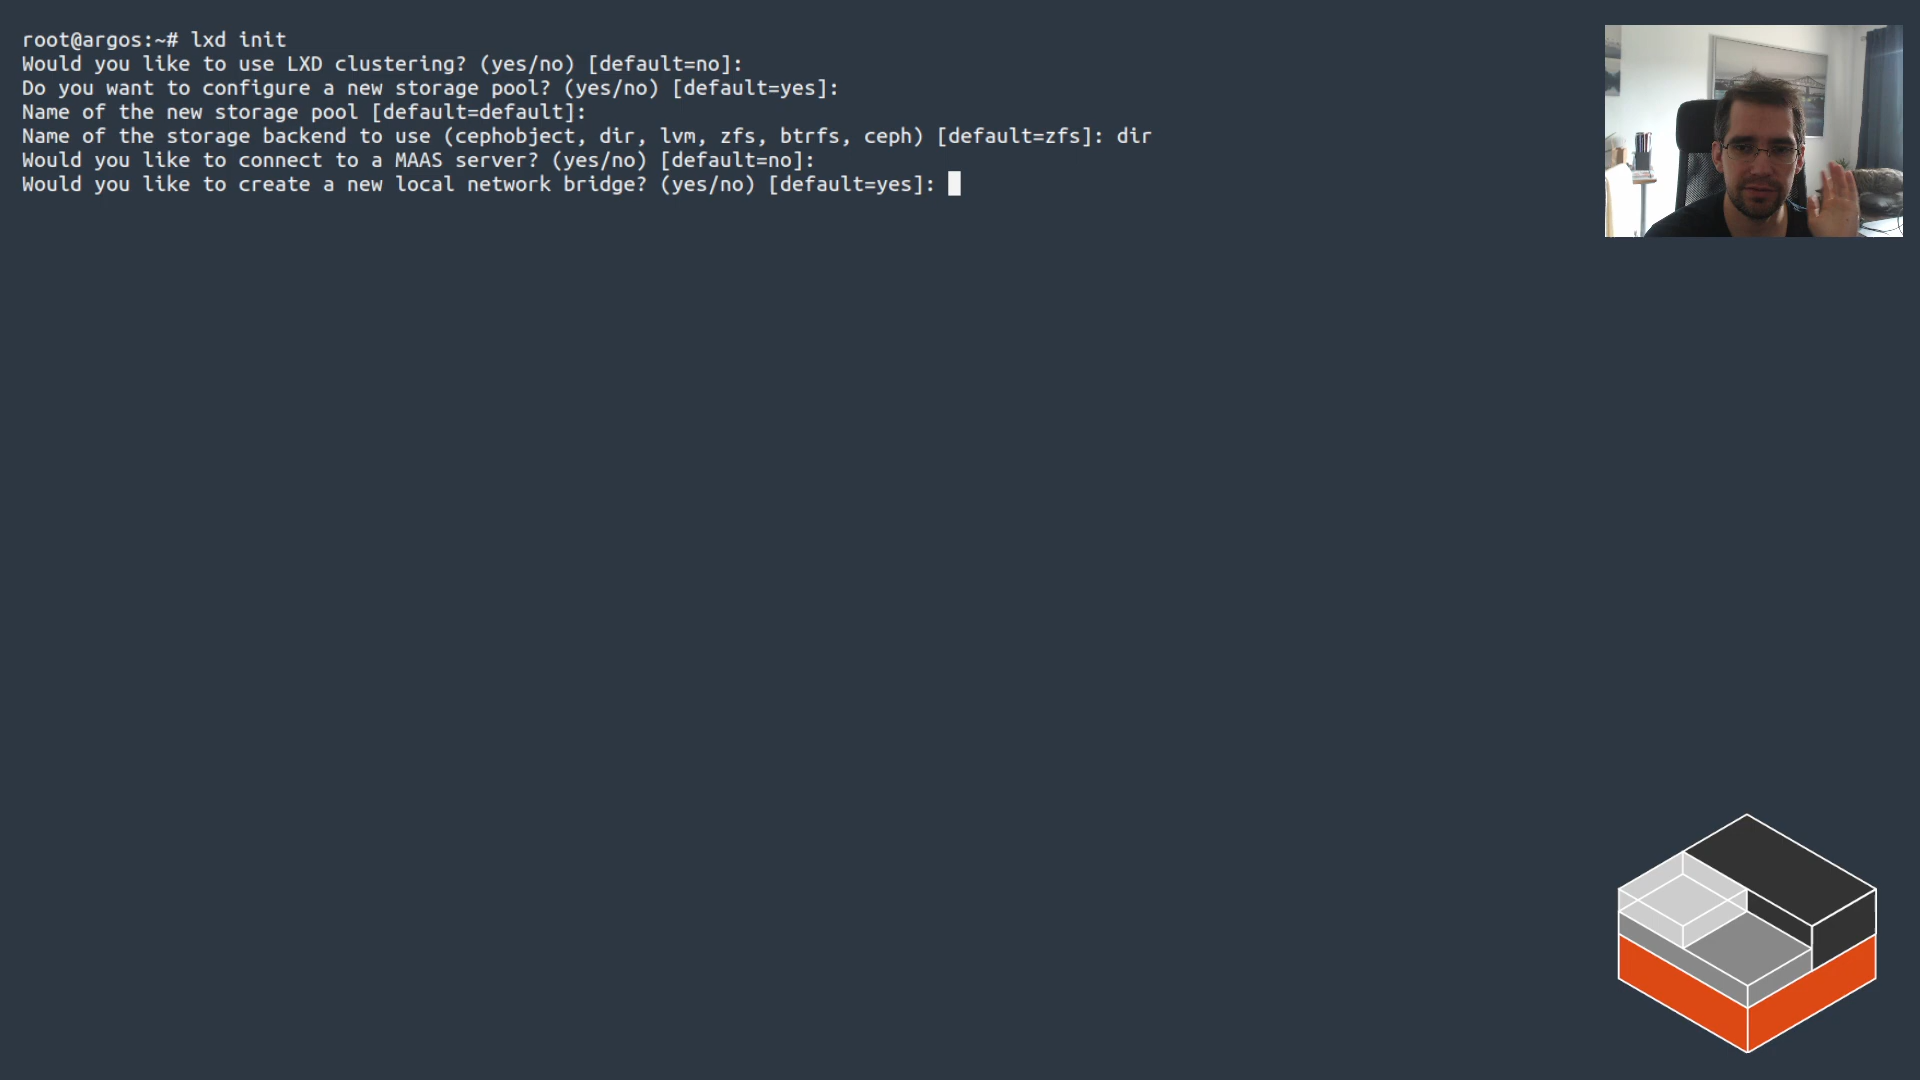 root@argos:~# lxd init
Would you like to use LXD clustering? (yes/no) [default=no]:
Do you want to configure a new storage pool? (yes/no) [default=yes]:
Name of the new storage pool [default=default]:
Name of the storage backend to use (cephobject, dir, lvm, zfs, btrfs, ceph) [default=zfs]: dir
Would you like to connect to a MAAS server? (yes/no) [default=no]:
Would you like to create a new local network bridge? (yes/no) [default=yes]: